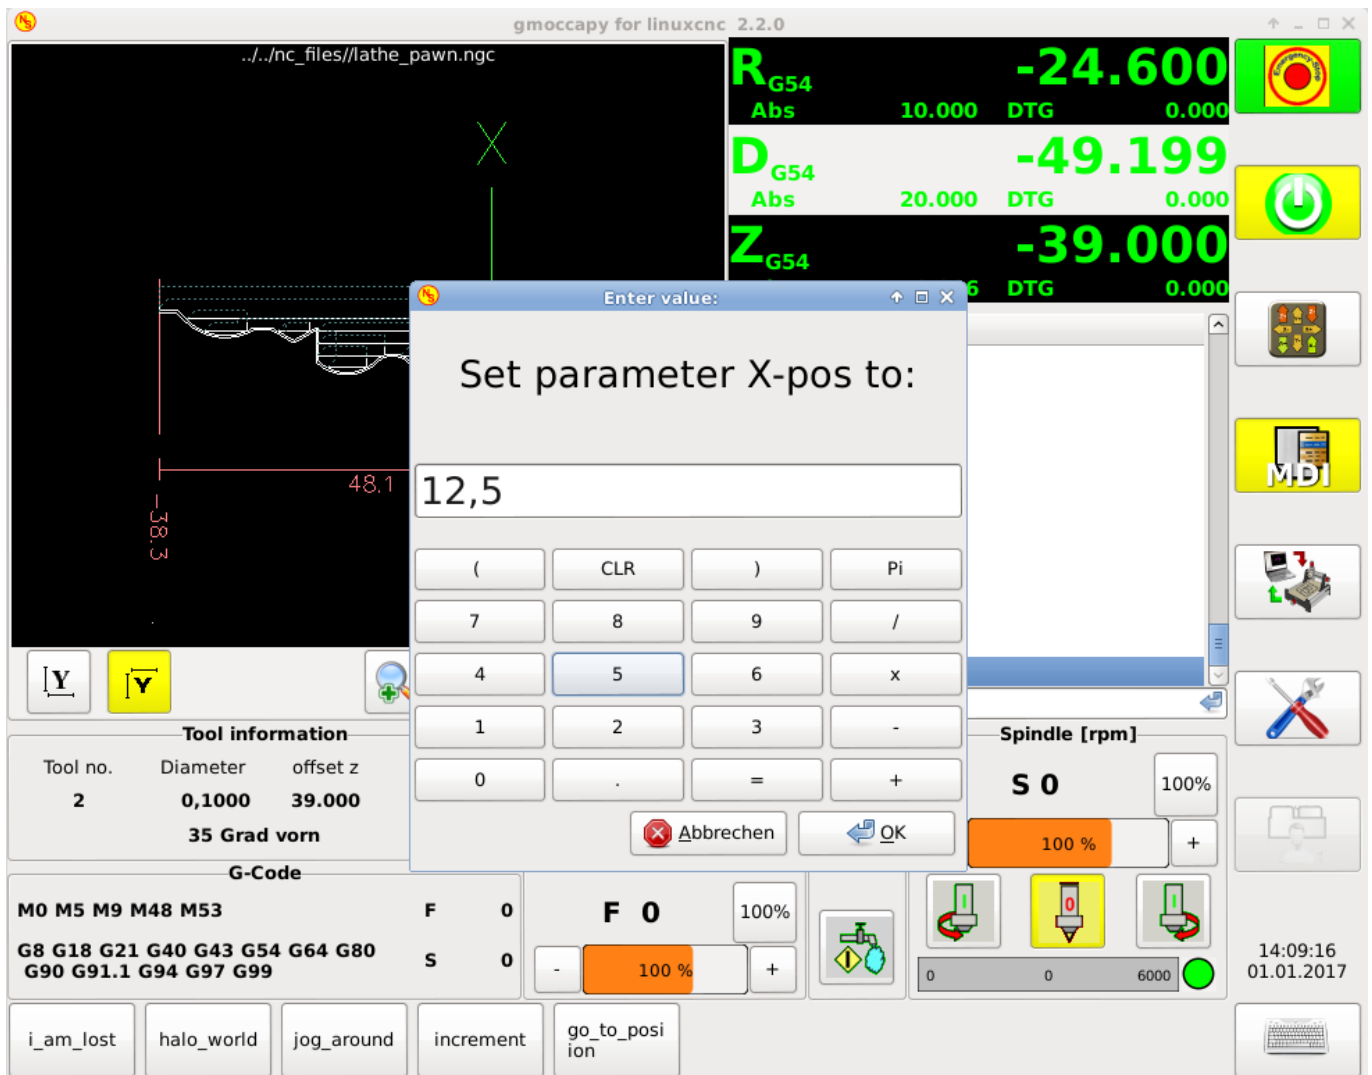 gmoccapy for linuxcnc 2.2.0
../../nc_files//lathe_pawn.ngc
X
48.1
-38.3
R G54 -24.600
Abs 10.000 DTG 0.000
D G54 -49.199
Abs 20.000 DTG 0.000
Z G54 -39.000
6 DTG 0.000
Emergency-Stop
MDI
Enter value:
Set parameter X-pos to:
12,5
( CLR ) Pi
7 8 9 /
4 5 6 x
1 2 3 -
0 . = +
Abbrechen OK
Y Y
Tool information
Tool no. Diameter offset z
2 0,1000 39.000
35 Grad vorn
G-Code
M0 M5 M9 M48 M53
F 0
G8 G18 G21 G40 G43 G54 G64 G80
G90 G91.1 G94 G97 G99
S 0
F 0 100%
- 100 % +
Spindle [rpm]
S 0 100%
100 % +
I 0 I
0 0 6000
14:09:16
01.01.2017
i_am_lost halo_world jog_around increment go_to_posi
ion